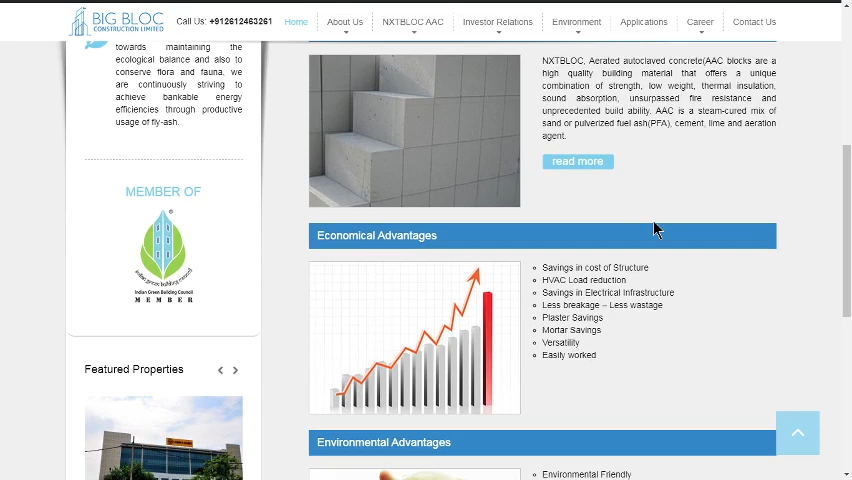 BIG BLOC
CONSTRUCTION LIMITED
Call Us: +912612463261
Home
About Us
NXTBLOC AAC
Investor Relations
Environment
Applications
Career
Contact Us
towards maintaining the
ecological balance and also to
conserve flora and fauna, we
are continuously striving to
achieve bankable energy
efficiencies through productive
usage of fly-ash.
MEMBER OF
indian green building council
Indian Green Building Council
MEMBER
Featured Properties
NXTBLOC, Aerated autoclaved concrete(AAC blocks are a
high quality building material that offers a unique
combination of strength, low weight, thermal insulation,
sound absorption, unsurpassed fire resistance and
unprecedented build ability. AAC is a steam-cured mix of
sand or pulverized fuel ash(PFA), cement, lime and aeration
agent.
read more
Economical Advantages
Savings in cost of Structure
HVAC Load reduction
Savings in Electrical Infrastructure
Less breakage – Less wastage
Plaster Savings
Mortar Savings
Versatility
Easily worked
Environmental Advantages
Environmental Friendly